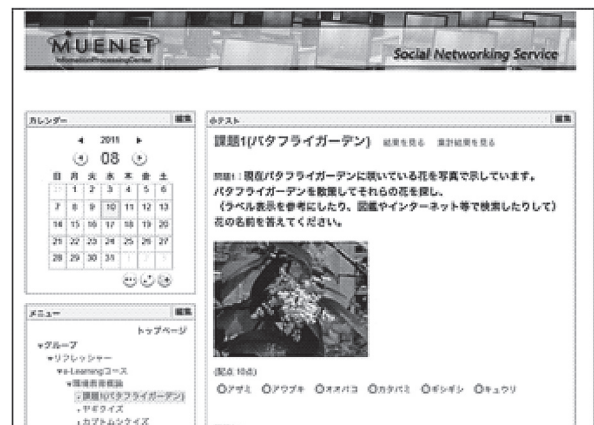 MUENET
InfomationProcessingCenter
Social Networking Service
カレンダー 編集
2011
08
日 月 火 水 木 金 土
1 2 3 4 5 6
7 8 9 10 11 12 13
14 15 16 17 18 19 20
21 22 23 24 25 26 27
28 29 30 31
メニュー 編集
トップページ
▼グループ
▼リフレッシャー
▼e-Learningコース
▼環境教育概論
・課題1(バタフライガーデン)
・ヤギクイズ
・カブトムシクイズ
小テスト 編集
課題1(バタフライガーデン) 結果を見る 集計結果を見る
問題1:現在バタフライガーデンに咲いている花を写真で示しています。
バタフライガーデンを散策してそれらの花を探し、
(ラベル表示を参考にしたり、図鑑やインターネット等で検索したりして)
花の名前を答えてください。
(配点:10点)
○アザミ ○アワブキ ○オオバコ ○カタバミ ○ギシギシ ○キュウリ